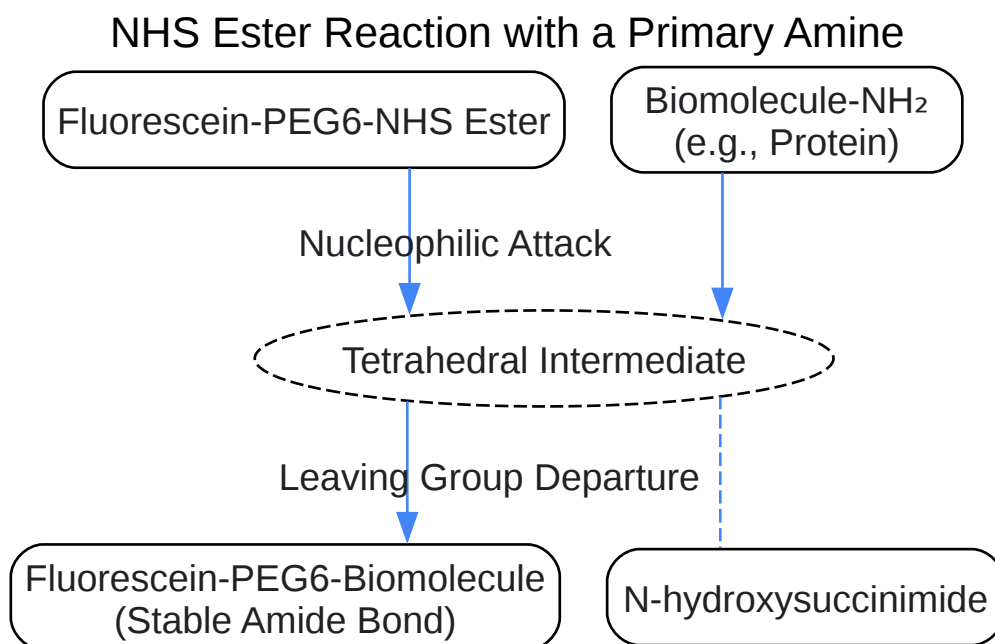 NHS Ester Reaction with a Primary Amine
Fluorescein-PEG6-NHS Ester
Biomolecule-NH₂
(e.g., Protein)
Nucleophilic Attack
Tetrahedral Intermediate
Leaving Group Departure
Fluorescein-PEG6-Biomolecule
(Stable Amide Bond)
N-hydroxysuccinimide